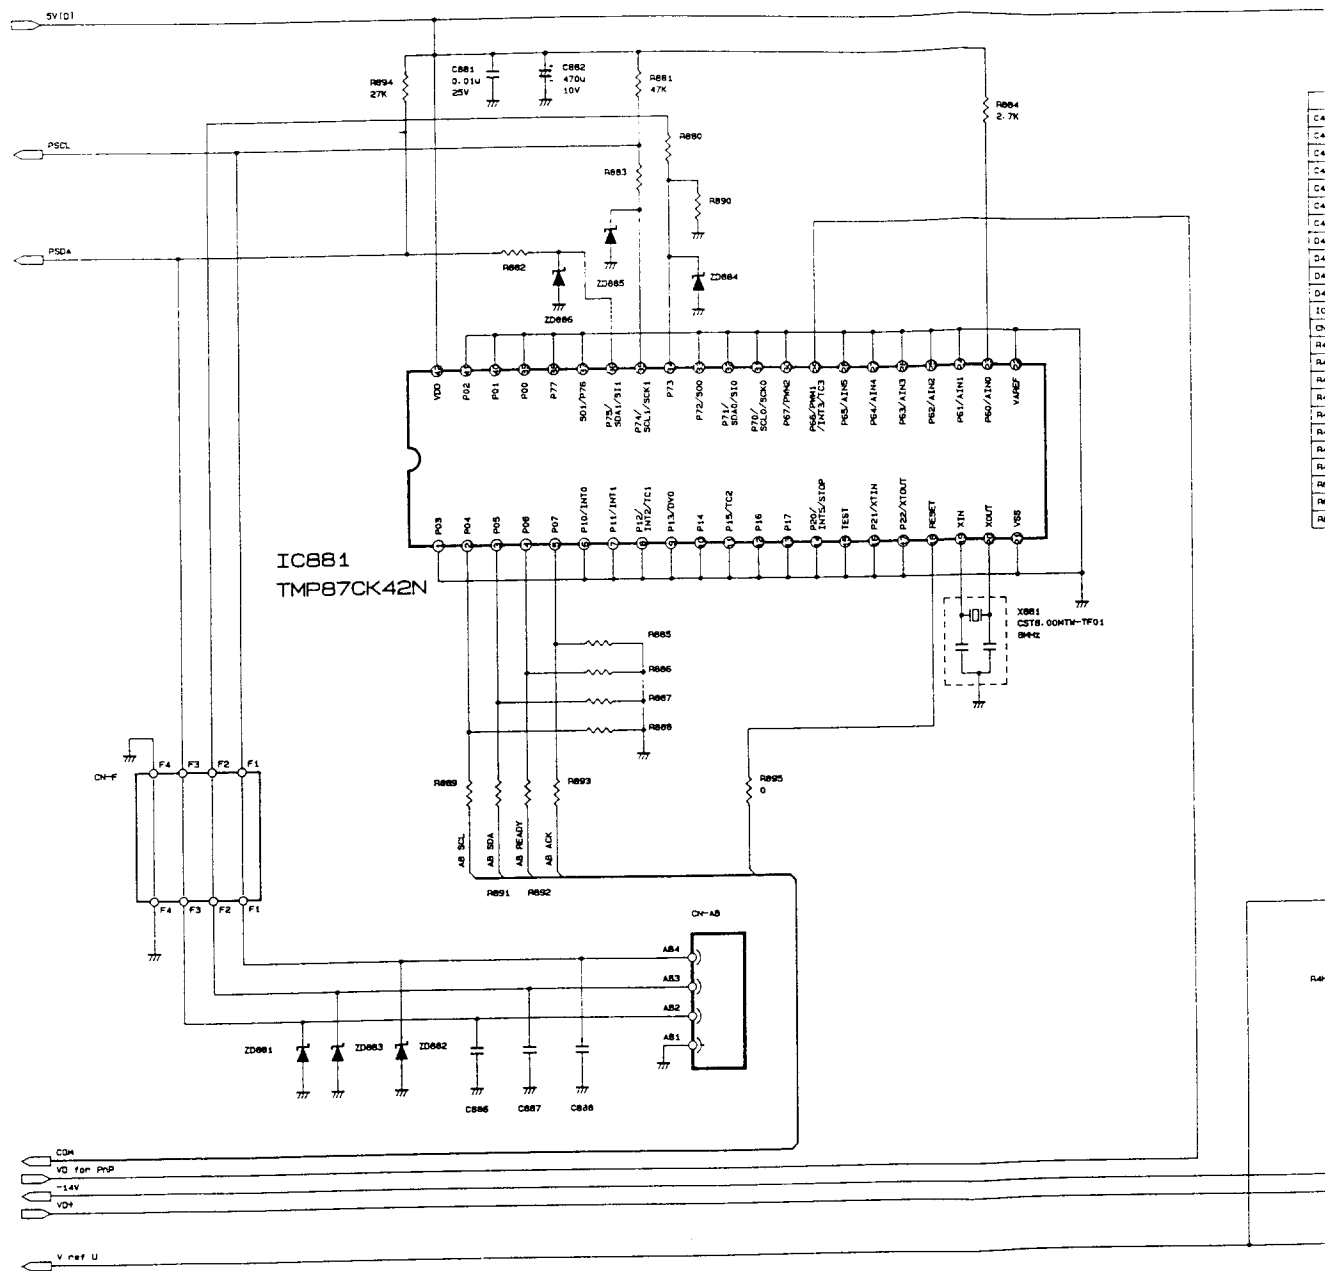 5V(D)
R894
27K
C881
0.01u
25V
C882
470u
10V
R881
47K
R884
2.7K
PSCL
R880
R883
R890
PSDA
R882
ZD885
ZD884
ZD886
VDD
P02
P01
P00
P77
SO1/P76
P75/
SDA1/SI1
P74/
SCL1/SCK1
P73
P72/SO0
P71/
SDA0/SI0
P70/
SCL0/SCK0
P67/PWM2
P66/PWM1
/INT3/TC3
P65/AIN5
P64/AIN4
P63/AIN3
P62/AIN2
P61/AIN1
P60/AIN0
VAREF
P03
P04
P05
P06
P07
P10/INT0
P11/INT1
P12/
INT2/TC1
P13/DVO
P14
P15/TC2
P16
P17
P20/
INT5/STOP
TEST
P21/XTIN
P22/XTOUT
RESET
XIN
XOUT
VSS
IC881
TMP87CK42N
X881
CST8.00MTW-TF01
8MHz
R885
R886
R887
R888
CN-F
F4
F3
F2
F1
R889
R893
R895
0
AB SCL
AB SDA
AB READY
AB ACK
R891
R892
F4
F3
F2
F1
CN-AB
AB4
AB3
AB2
AB1
ZD881
ZD883
ZD882
C886
C887
C888
COM
VD for PnP
-14V
VD+
V ref U